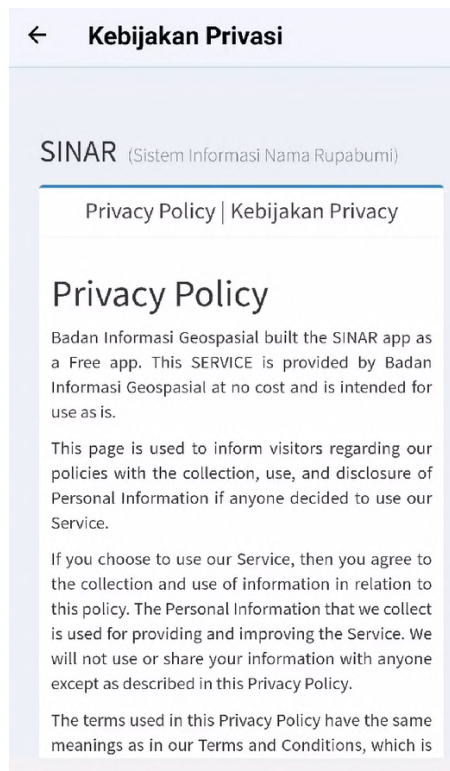 Kebijakan Privasi
SINAR (Sistem Informasi Nama Rupabumi)
Privacy Policy | Kebijakan Privacy
Privacy Policy
Badan Informasi Geospasial built the SINAR app as
a Free app. This SERVICE is provided by Badan
Informasi Geospasial at no cost and is intended for
use as is.
This page is used to inform visitors regarding our
policies with the collection, use, and disclosure of
Personal Information if anyone decided to use our
Service.
If you choose to use our Service, then you agree to
the collection and use of information in relation to
this policy. The Personal Information that we collect
is used for providing and improving the Service. We
will not use or share your information with anyone
except as described in this Privacy Policy.
The terms used in this Privacy Policy have the same
meanings as in our Terms and Conditions, which is